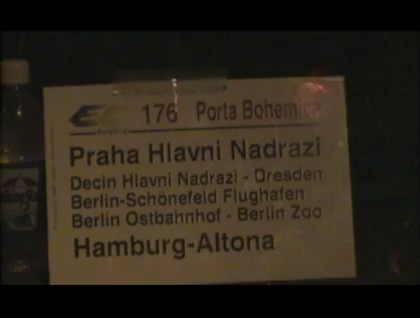 176 Porta Bohemica
Praha Hlavni Nadrazi
Decin Hlavni Nadrazi - Dresden
Berlin-Schönefeld Flughafen
Berlin Ostbahnhof - Berlin Zoo
Hamburg-Altona